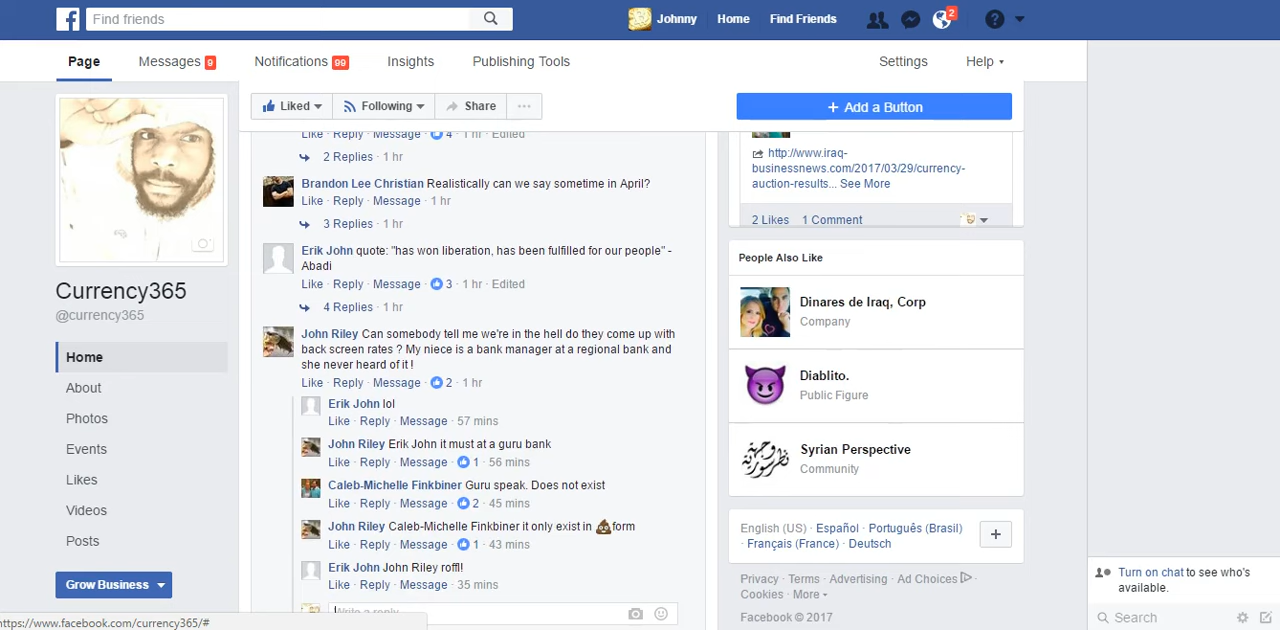 Find friends
Johnny
Home
Find Friends
2
?
Page
Messages 9
Notifications 99
Insights
Publishing Tools
Settings
Help
Liked
Following
Share
...
+ Add a Button
Currency365
@currency365
Home
About
Photos
Events
Likes
Videos
Posts
Grow Business
Like · Reply · Message · 4 · 1 hr · Edited
2 Replies · 1 hr
Brandon Lee Christian Realistically can we say sometime in April?
Like · Reply · Message · 1 hr
3 Replies · 1 hr
Erik John quote: "has won liberation, has been fulfilled for our people" -
Abadi
Like · Reply · Message · 3 · 1 hr · Edited
4 Replies · 1 hr
John Riley Can somebody tell me we're in the hell do they come up with
back screen rates ? My niece is a bank manager at a regional bank and
she never heard of it !
Like · Reply · Message · 2 · 1 hr
Erik John lol
Like · Reply · Message · 57 mins
John Riley Erik John it must at a guru bank
Like · Reply · Message · 1 · 56 mins
Caleb-Michelle Finkbiner Guru speak. Does not exist
Like · Reply · Message · 2 · 45 mins
John Riley Caleb-Michelle Finkbiner it only exist in 💩form
Like · Reply · Message · 1 · 43 mins
Erik John John Riley roffl!
Like · Reply · Message · 35 mins
Write a reply...
http://www.iraq-
businessnews.com/2017/03/29/currency-
auction-results... See More
2 Likes 1 Comment
People Also Like
Dinares de Iraq, Corp
Company
Diablito.
Public Figure
Syrian Perspective
Community
English (US) · Español · Português (Brasil)
· Français (France) · Deutsch
+
Privacy · Terms · Advertising · Ad Choices ·
Cookies · More
Facebook © 2017
Turn on chat to see who's
available.
Search
https://www.facebook.com/currency365/#